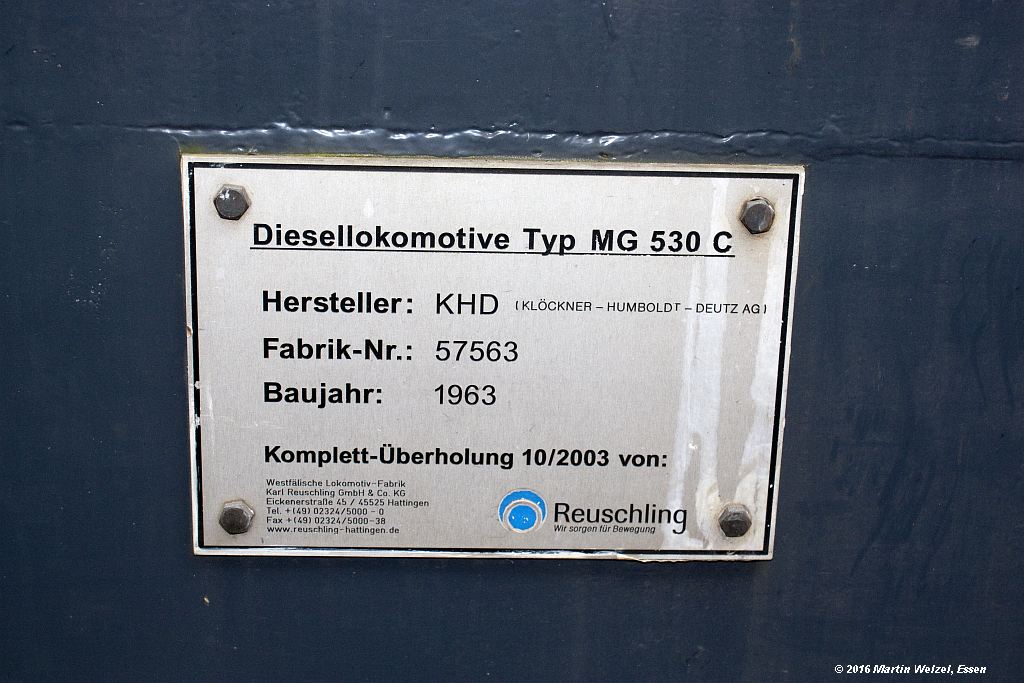 Diesellokomotive Typ MG 530 C
Hersteller: KHD (KLÖCKNER – HUMBOLDT – DEUTZ AG)
Fabrik-Nr.: 57563
Baujahr: 1963
Komplett-Überholung 10/2003 von:
Westfälische Lokomotiv-Fabrik
Karl Reuschling GmbH & Co. KG
Eickenerstraße 45 / 45525 Hattingen
Tel. +(49) 02324/5000 - 0
Fax +(49) 02324/5000-38
www.reuschling-hattingen.de
Reuschling
Wir sorgen für Bewegung
© 2016 Martin Welzel, Essen